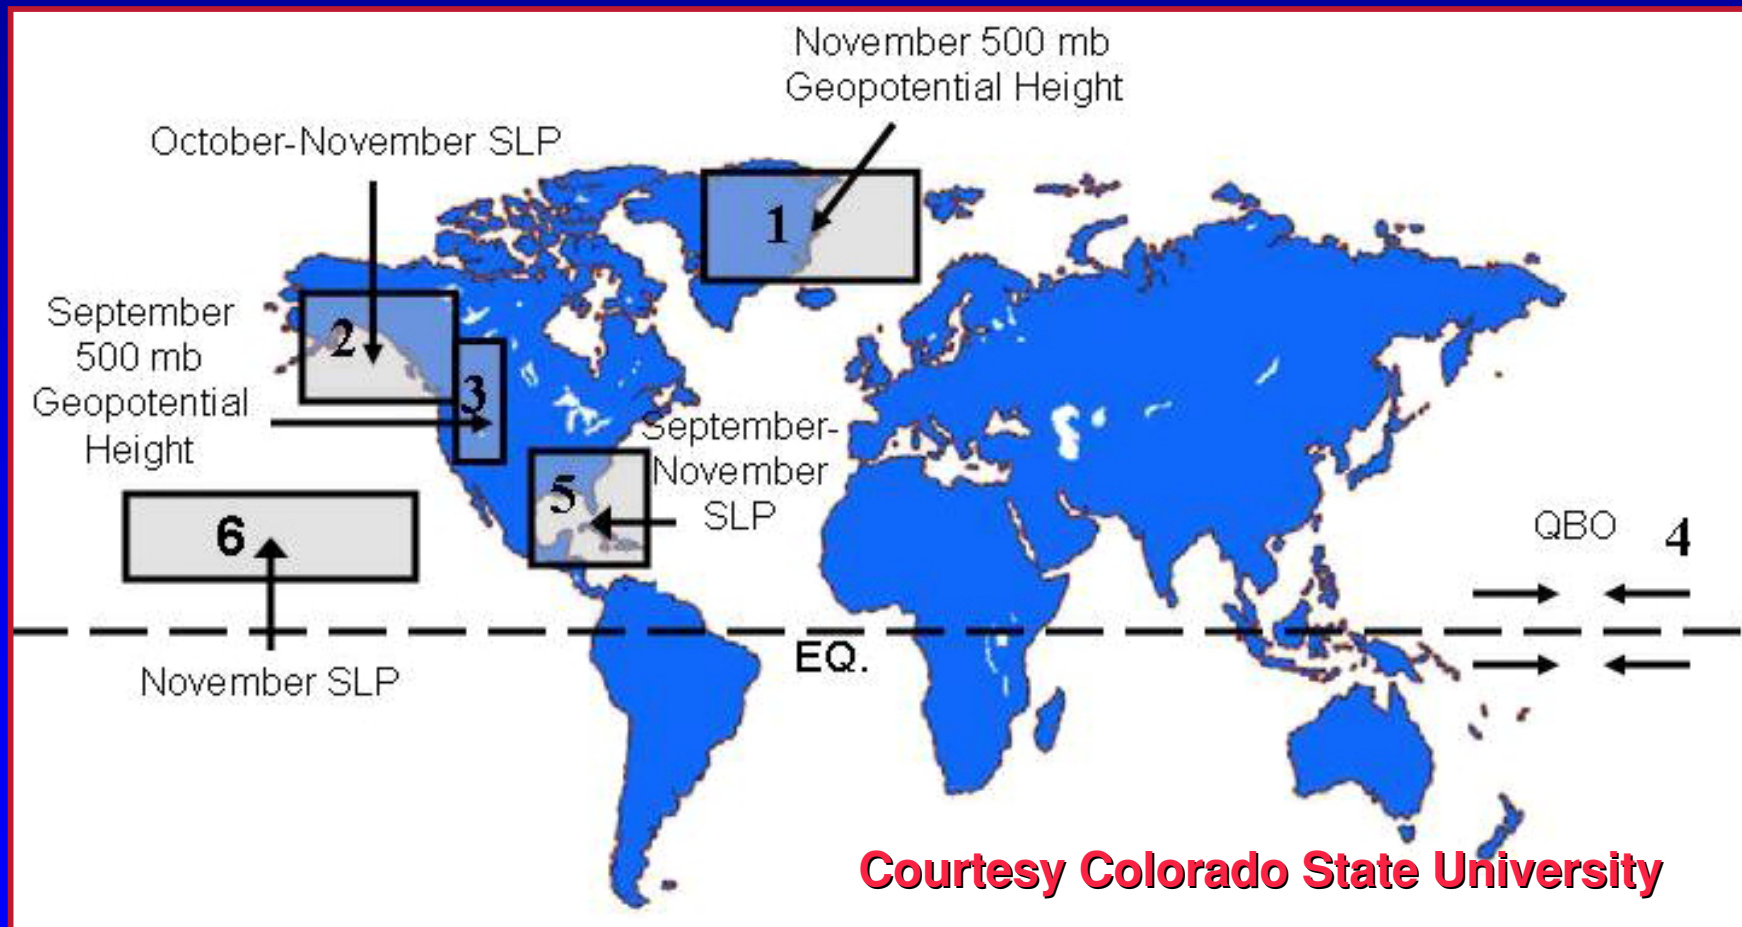 November 500 mb
Geopotential Height
October-November SLP
1
September
500 mb
Geopotential
Height
2
3
September-
November
SLP
5
6
QBO
4
EQ.
November SLP
Courtesy Colorado State University